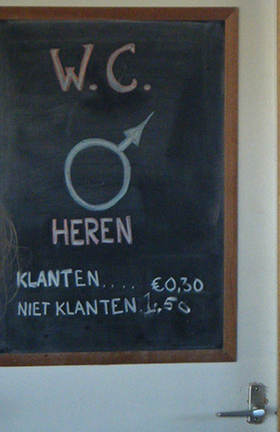 W.C.
HEREN
KLANTEN.... €0,30
NIET KLANTEN. 1,50